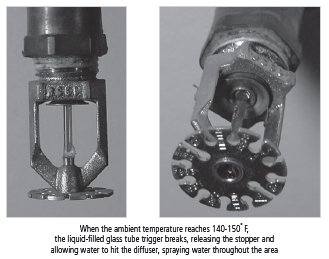 When the ambient temperature reaches 140-150° F,
the liquid-filled glass tube trigger breaks, releasing the stopper and
allowing water to hit the diffuser, spraying water throughout the area